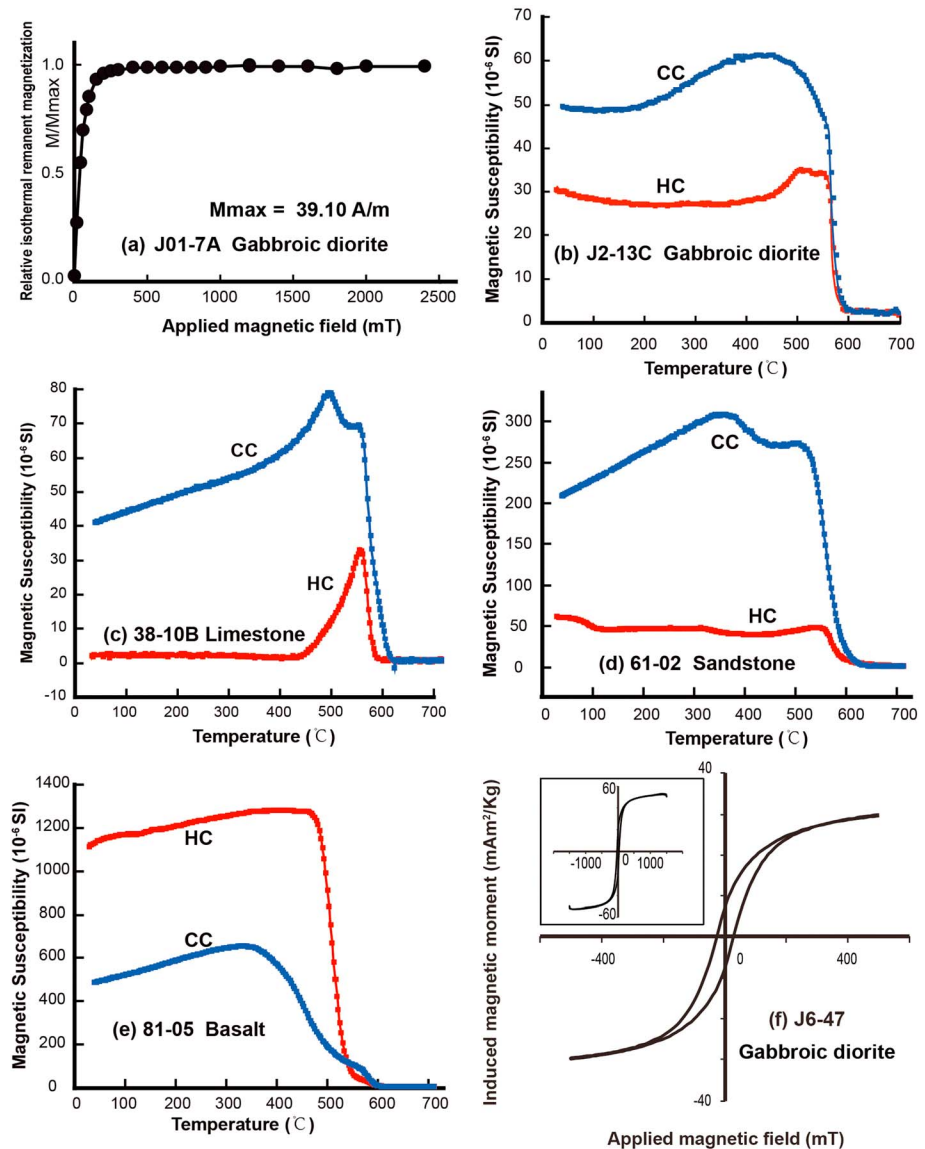 Relative isothermal remanent magnetization
M/Mmax
1.0
0.5
0.0
0
500
1000
1500
2000
2500
Mmax = 39.10 A/m
(a) J01-7A Gabbroic diorite
Applied magnetic field (mT)
Magnetic Susceptibility (10⁻⁶ SI)
70
60
50
40
30
20
10
0
CC
HC
(b) J2-13C Gabbroic diorite
0 100 200 300 400 500 600 700
Temperature (℃)
Magnetic Susceptibility (10⁻⁶ SI)
80
70
60
50
40
30
20
10
0
-10
CC
HC
(c) 38-10B Limestone
0 100 200 300 400 500 600 700
Temperature (℃)
Magnetic Susceptibility (10⁻⁶ SI)
300
250
200
150
100
50
0
CC
HC
(d) 61-02 Sandstone
0 100 200 300 400 500 600 700
Temperature (℃)
Magnetic Susceptibility (10⁻⁶ SI)
1400
1200
1000
800
600
400
200
0
HC
CC
(e) 81-05 Basalt
0 100 200 300 400 500 600 700
Temperature (℃)
Induced magnetic moment (mAm²/Kg)
40
60
-1000 0 1000
-60
-400 0 400
(f) J6-47
Gabbroic diorite
-40
Applied magnetic field (mT)